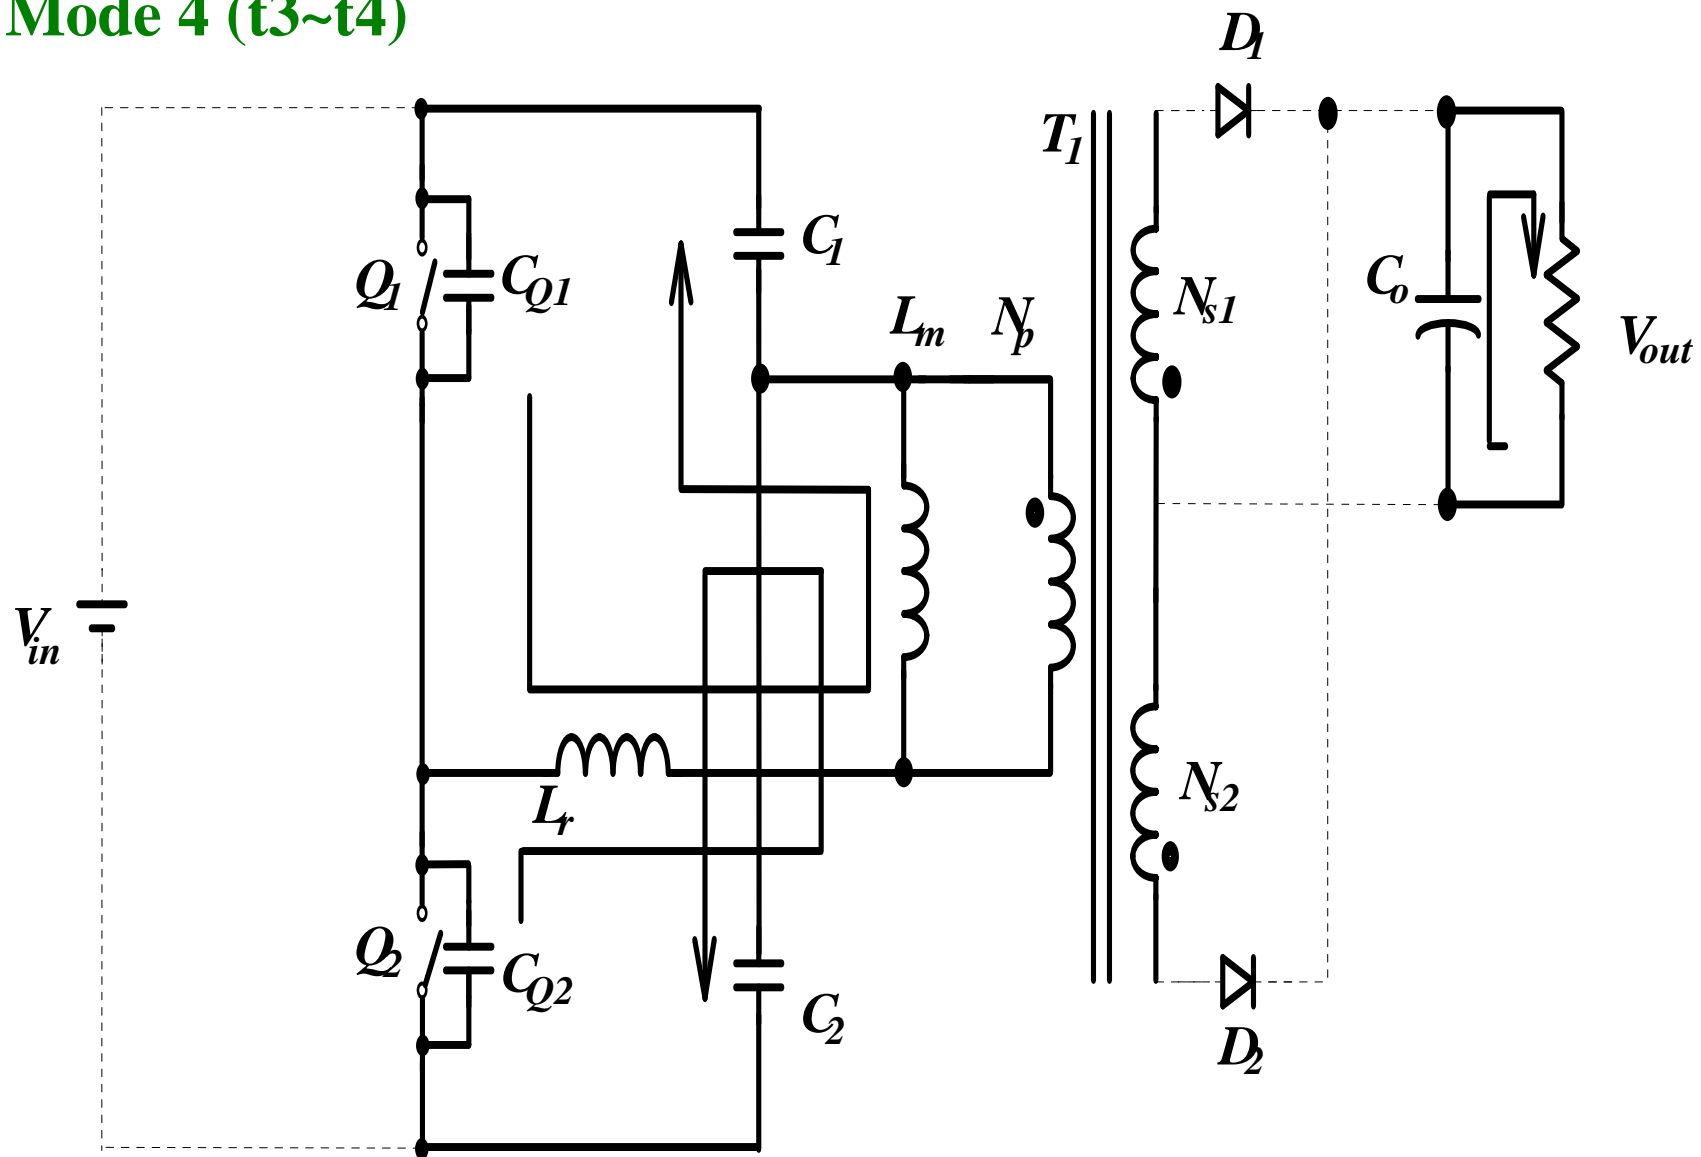 Mode 4 (t3~t4)
D1
T1
C1
Q1
CQ1
Ns1
Co
Lm
Np
Vout
Vin
Lr
Ns2
Q2
CQ2
C2
D2